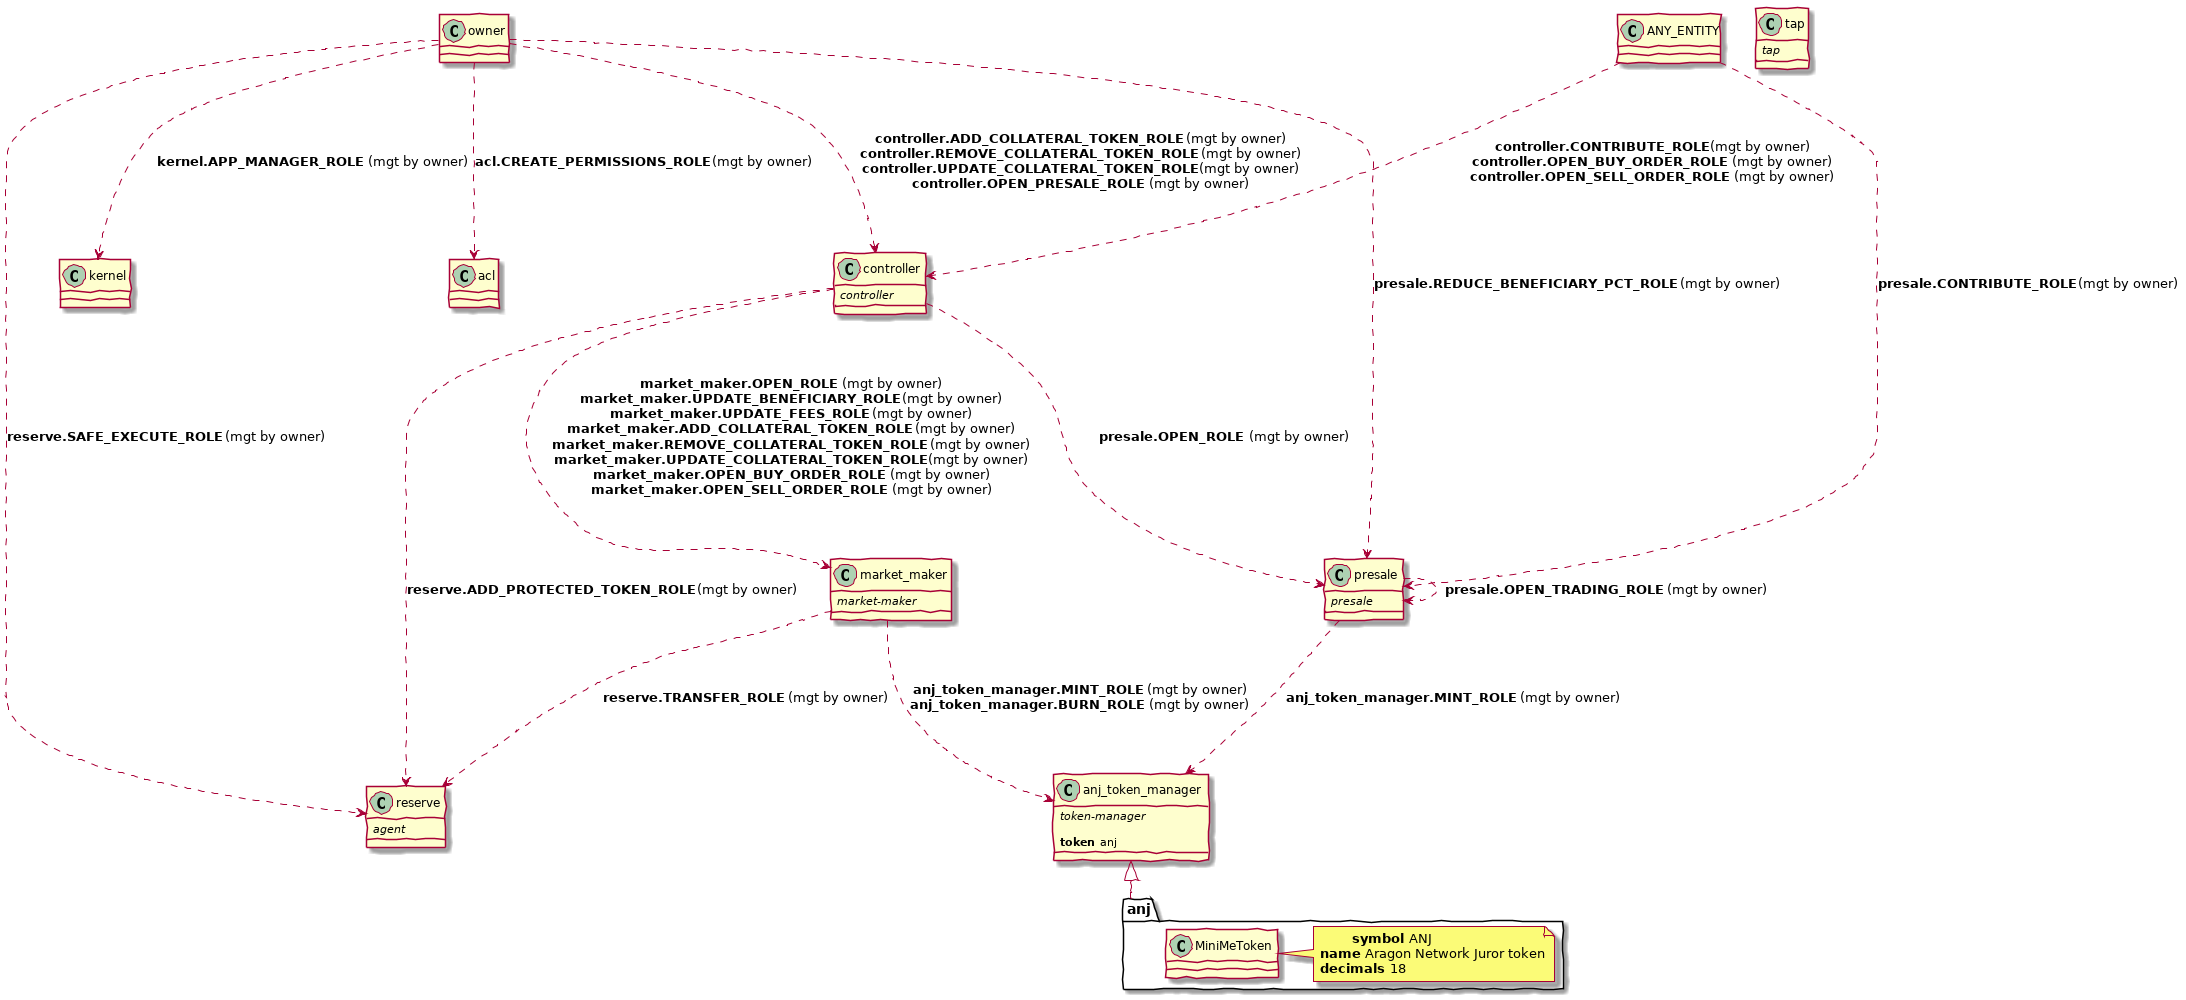 C owner
C ANY_ENTITY
C tap
tap
controller.ADD_COLLATERAL_TOKEN_ROLE (mgt by owner)
controller.REMOVE_COLLATERAL_TOKEN_ROLE (mgt by owner)
controller.UPDATE_COLLATERAL_TOKEN_ROLE (mgt by owner)
controller.OPEN_PRESALE_ROLE (mgt by owner)
controller.CONTRIBUTE_ROLE (mgt by owner)
controller.OPEN_BUY_ORDER_ROLE (mgt by owner)
controller.OPEN_SELL_ORDER_ROLE (mgt by owner)
kernel.APP_MANAGER_ROLE (mgt by owner)
acl.CREATE_PERMISSIONS_ROLE (mgt by owner)
C kernel
C acl
C controller
controller
presale.REDUCE_BENEFICIARY_PCT_ROLE (mgt by owner)
presale.CONTRIBUTE_ROLE (mgt by owner)
market_maker.OPEN_ROLE (mgt by owner)
market_maker.UPDATE_BENEFICIARY_ROLE (mgt by owner)
market_maker.UPDATE_FEES_ROLE (mgt by owner)
market_maker.ADD_COLLATERAL_TOKEN_ROLE (mgt by owner)
market_maker.REMOVE_COLLATERAL_TOKEN_ROLE (mgt by owner)
market_maker.UPDATE_COLLATERAL_TOKEN_ROLE (mgt by owner)
market_maker.OPEN_BUY_ORDER_ROLE (mgt by owner)
market_maker.OPEN_SELL_ORDER_ROLE (mgt by owner)
reserve.SAFE_EXECUTE_ROLE (mgt by owner)
presale.OPEN_ROLE (mgt by owner)
reserve.ADD_PROTECTED_TOKEN_ROLE (mgt by owner)
C market_maker
market-maker
C presale
presale
presale.OPEN_TRADING_ROLE (mgt by owner)
reserve.TRANSFER_ROLE (mgt by owner)
anj_token_manager.MINT_ROLE (mgt by owner)
anj_token_manager.BURN_ROLE (mgt by owner)
anj_token_manager.MINT_ROLE (mgt by owner)
C reserve
agent
C anj_token_manager
token-manager
token anj
anj
C MiniMeToken
symbol ANJ
name Aragon Network Juror token
decimals 18